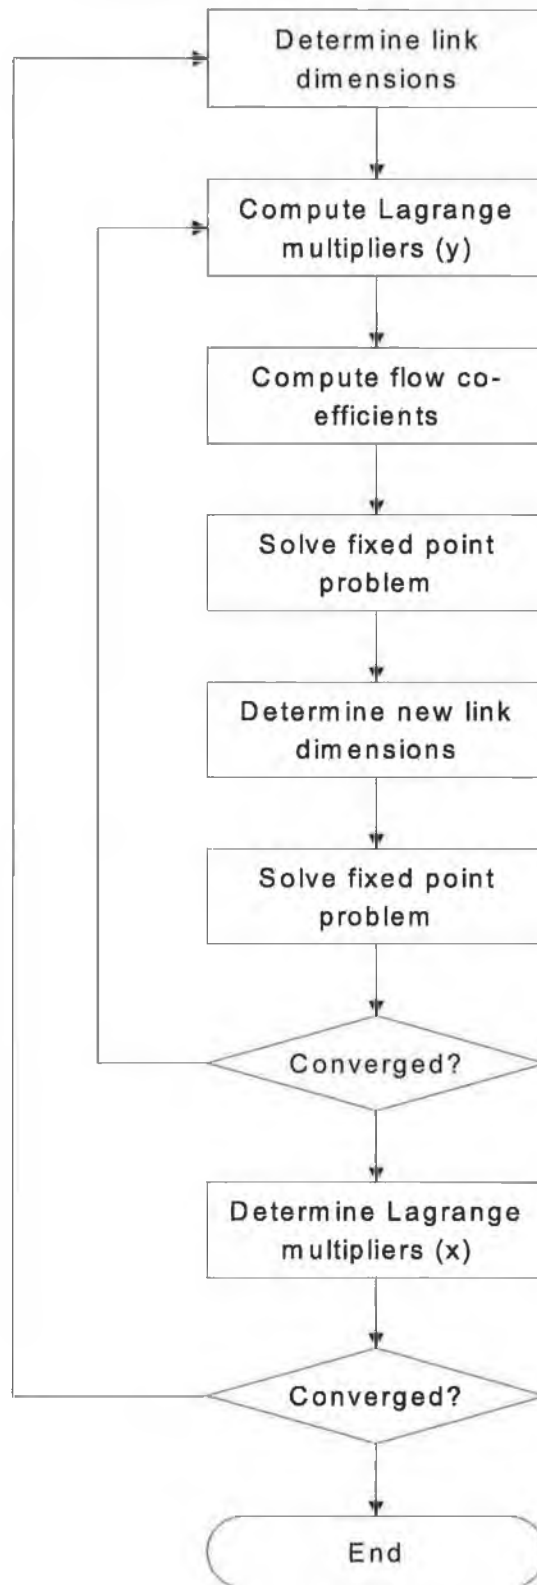 Determine link
dimensions
Compute Lagrange
multipliers (y)
Compute flow co-
efficients
Solve fixed point
problem
Determine new link
dimensions
Solve fixed point
problem
Converged?
Determine Lagrange
multipliers (x)
Converged?
End